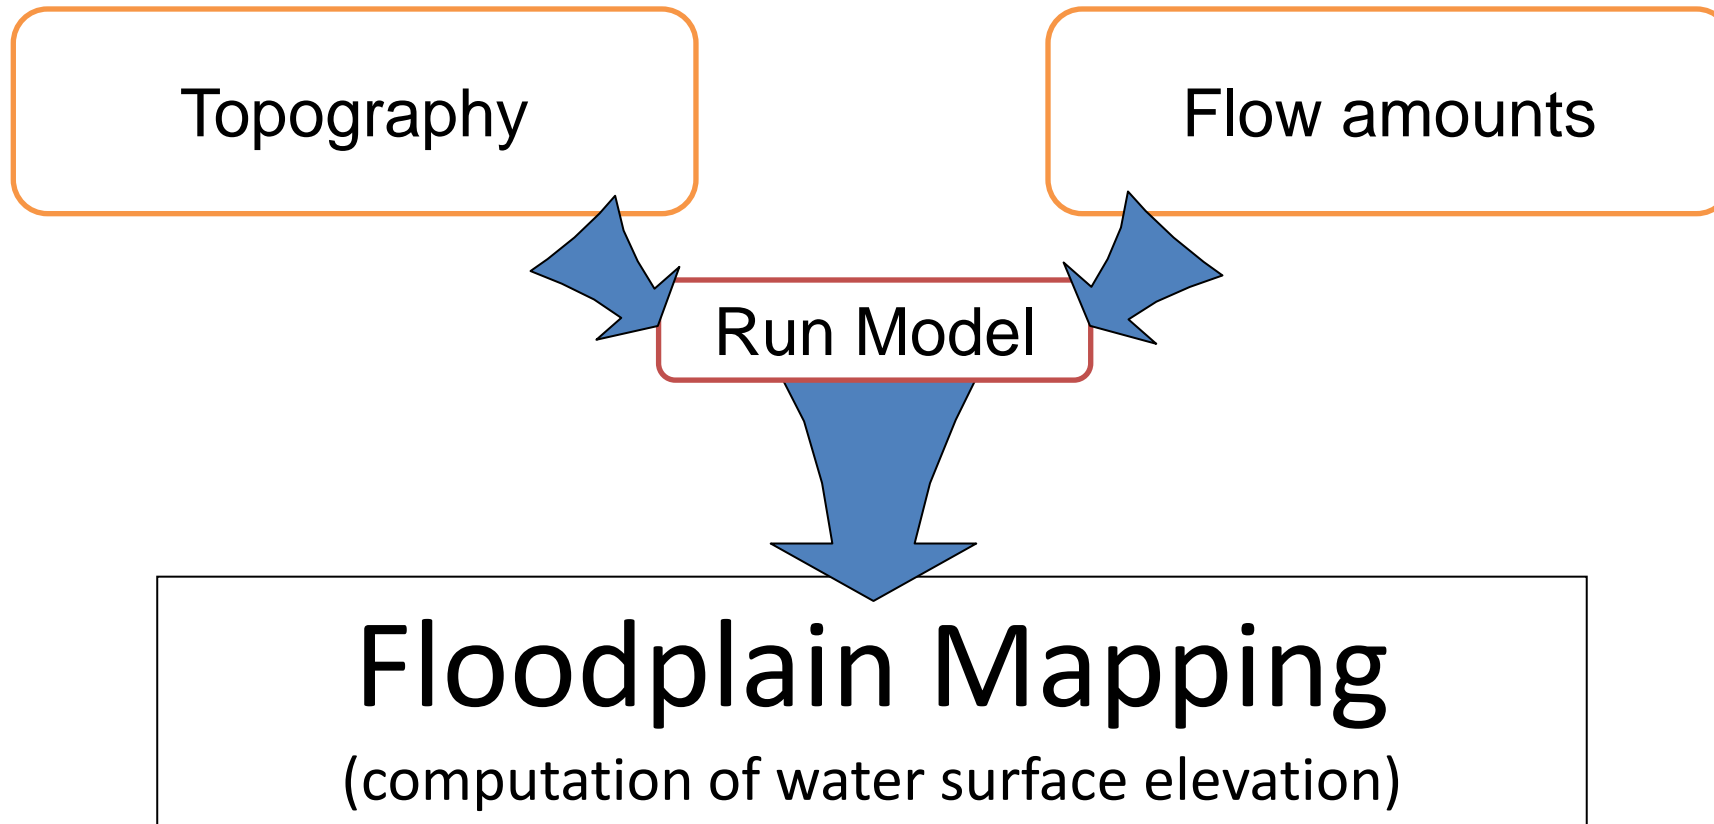 Topography
Flow amounts
Run Model
Floodplain Mapping
(computation of water surface elevation)